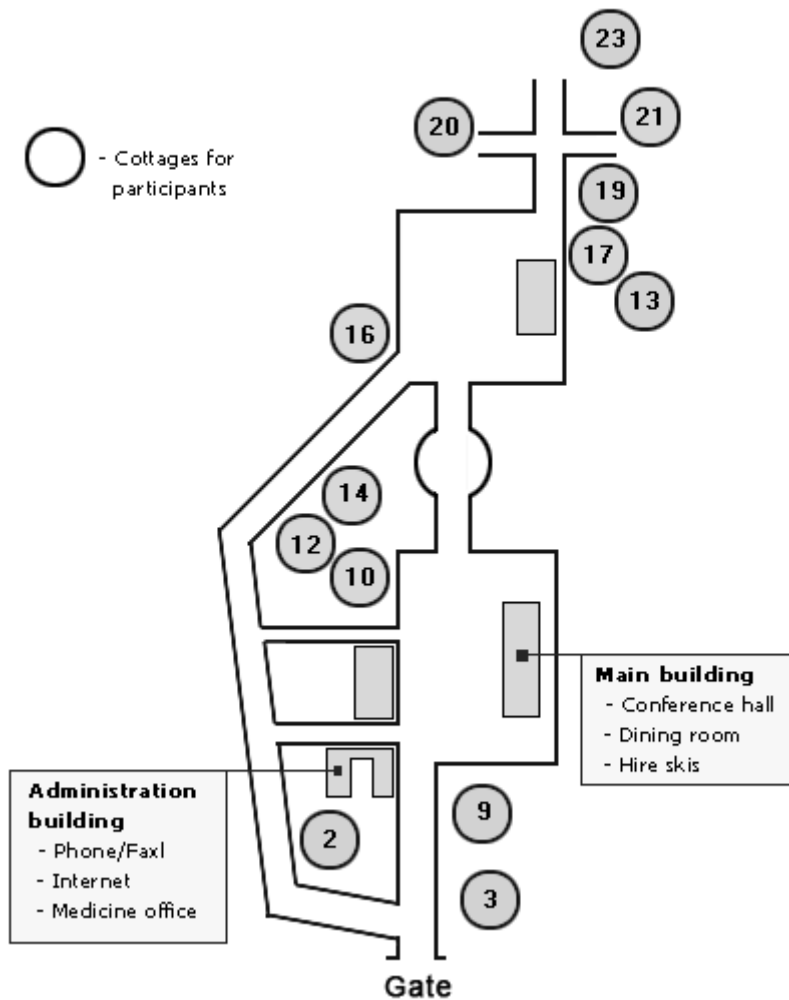 23
20
21
- Cottages for
participants
19
17
13
16
14
12
10
Main building
- Conference hall
- Dining room
- Hire skis
Administration
building
- Phone/Faxl
- Internet
- Medicine office
9
2
3
Gate